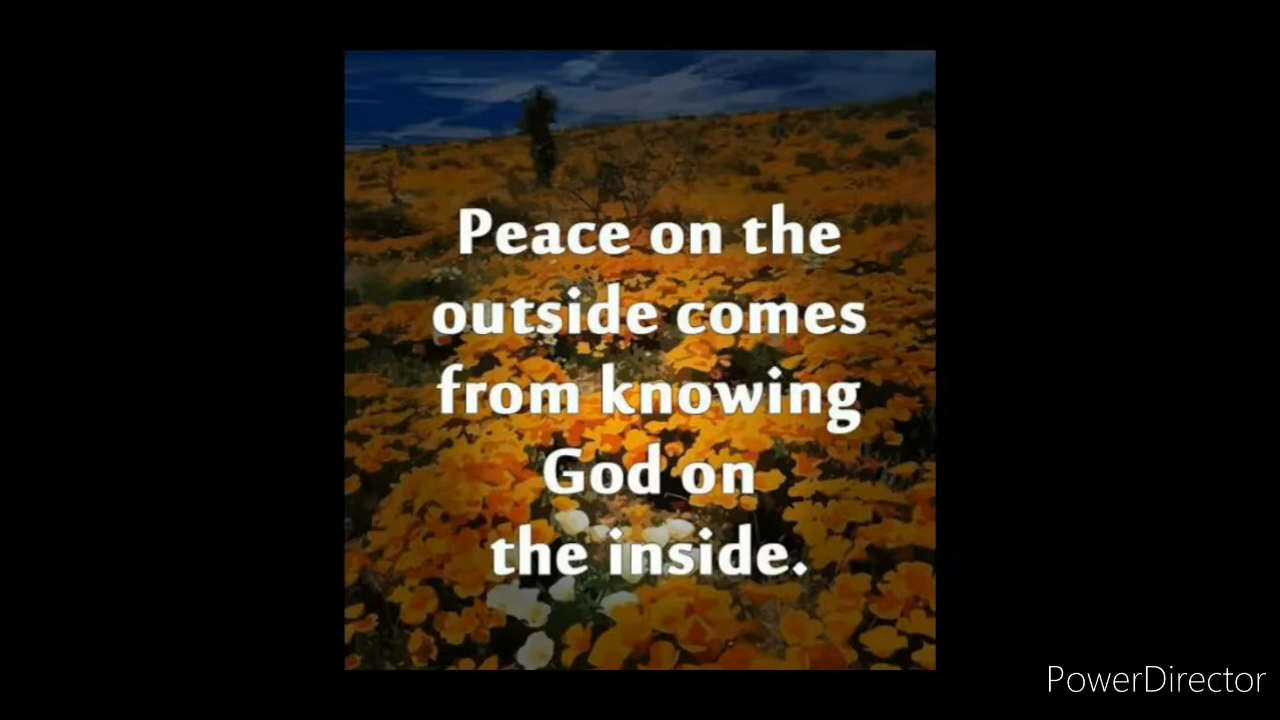 Peace on the
outside comes
from knowing
God on
the inside.
PowerDirector